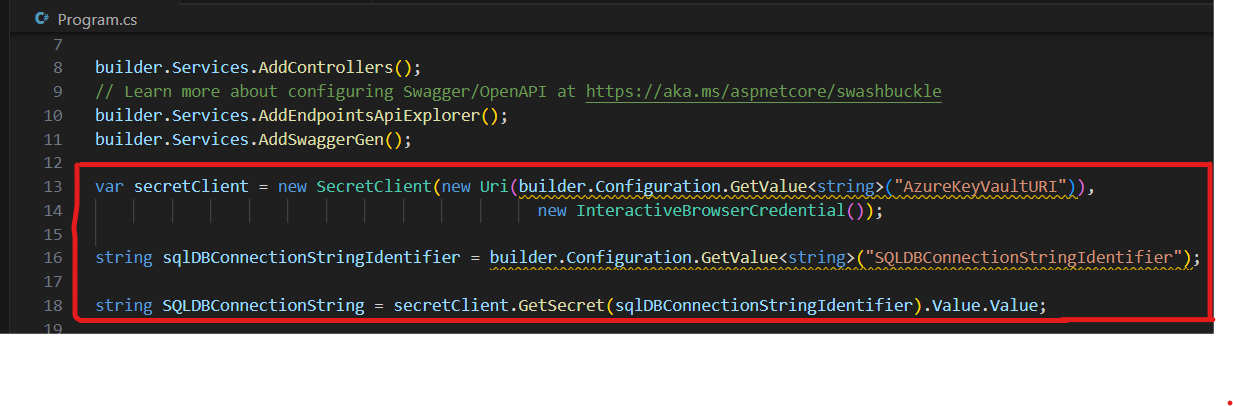 C# Program.cs
7
8 builder.Services.AddControllers();
9 // Learn more about configuring Swagger/OpenAPI at https://aka.ms/aspnetcore/swashbuckle
10 builder.Services.AddEndpointsApiExplorer();
11 builder.Services.AddSwaggerGen();
12
13 var secretClient = new SecretClient(new Uri(builder.Configuration.GetValue<string>("AzureKeyVaultURI")),
14 new InteractiveBrowserCredential());
15
16 string sqlDBConnectionStringIdentifier = builder.Configuration.GetValue<string>("SQLDBConnectionStringIdentifier");
17
18 string SQLDBConnectionString = secretClient.GetSecret(sqlDBConnectionStringIdentifier).Value.Value;
19